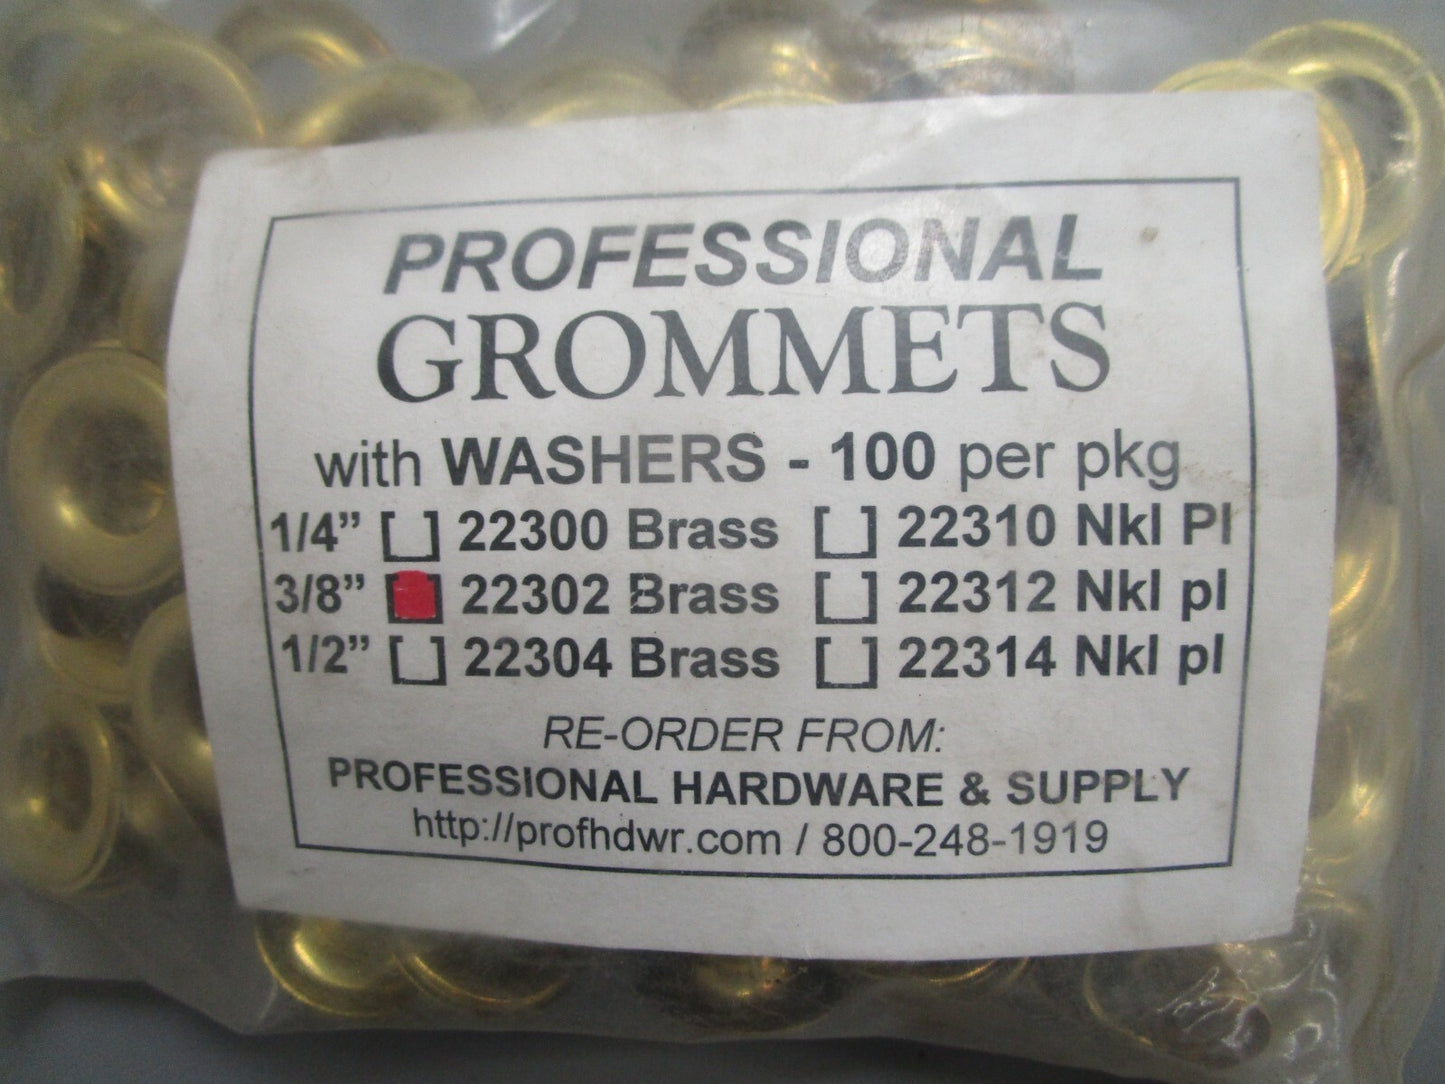 PROFESSIONAL
GROMMETS
with WASHERS - 100 per pkg
1/4” [ ] 22300 Brass [ ] 22310 Nkl Pl
3/8” [ ] 22302 Brass [ ] 22312 Nkl pl
1/2” [ ] 22304 Brass [ ] 22314 Nkl pl
RE-ORDER FROM:
PROFESSIONAL HARDWARE & SUPPLY
http://profhdwr.com / 800-248-1919